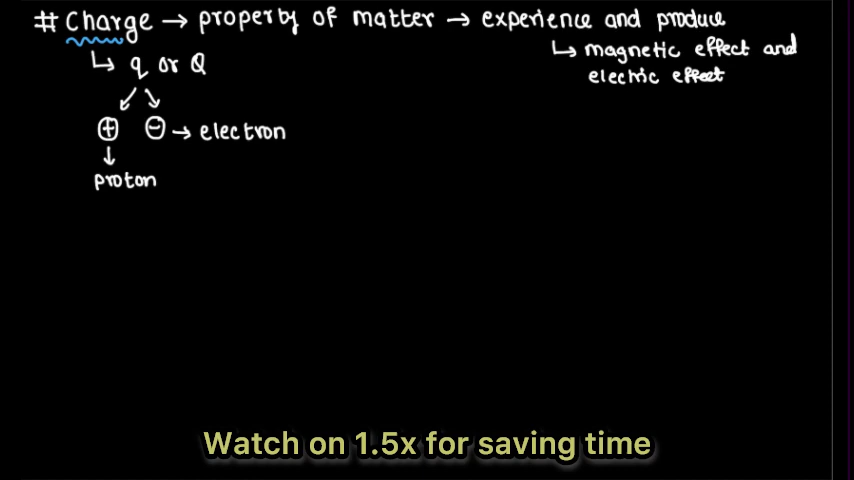 # Charge → property of matter → experience and produce
↳ magnetic effect and
electric effect
↳ q or Q
⊕ ⊖ → electron
proton
Watch on 1.5x for saving time